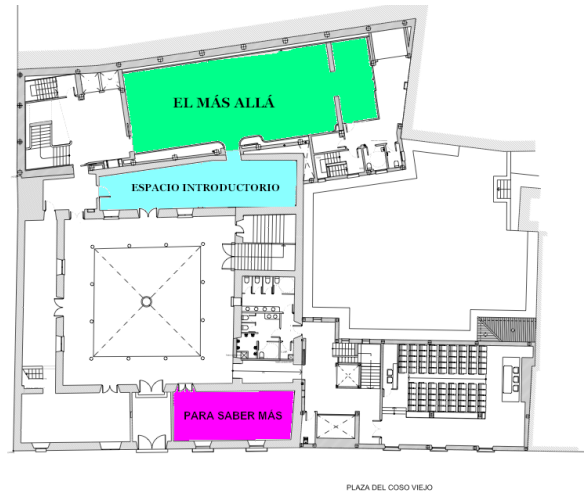 EL MÁS ALLÁ
ESPACIO INTRODUCTORIO
PARA SABER MÁS
PLAZA DEL COSO VIEJO